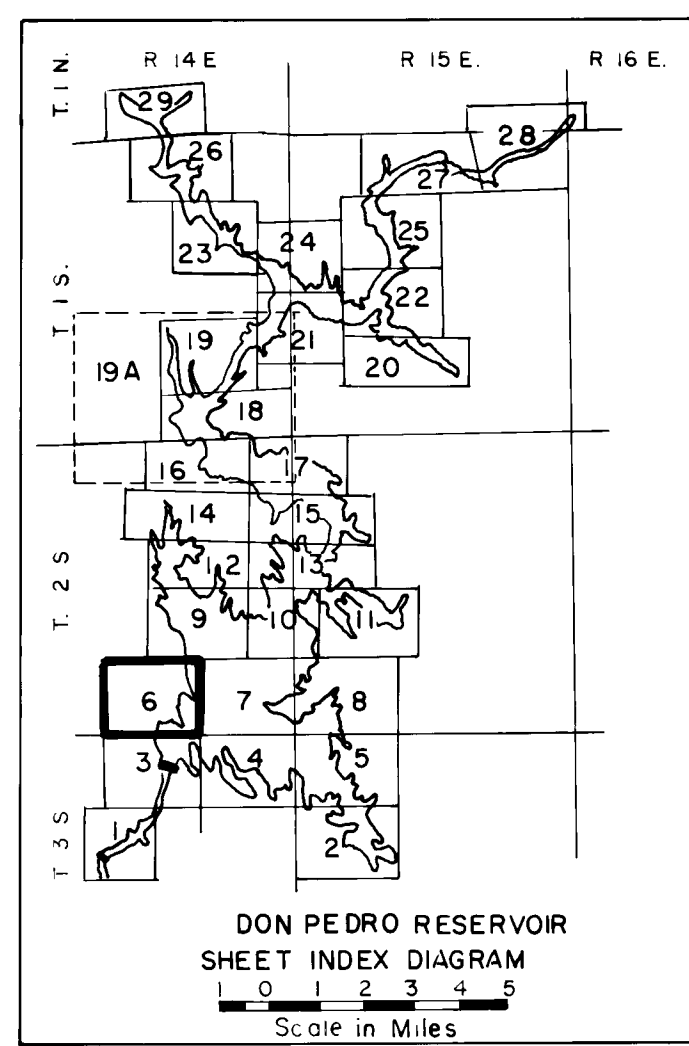 R 14 E R 15 E. R 16 E.
T. 1 N.
29
28
26
27
25
23
24
T. 1 S.
22
19
21
19A
20
18
16
17
14
15
12
13
T. 2 S
9
10
11
6
7
8
3
4
5
T 3 S
1
2
DON PEDRO RESERVOIR
SHEET INDEX DIAGRAM
1 0 1 2 3 4 5
Scale in Miles